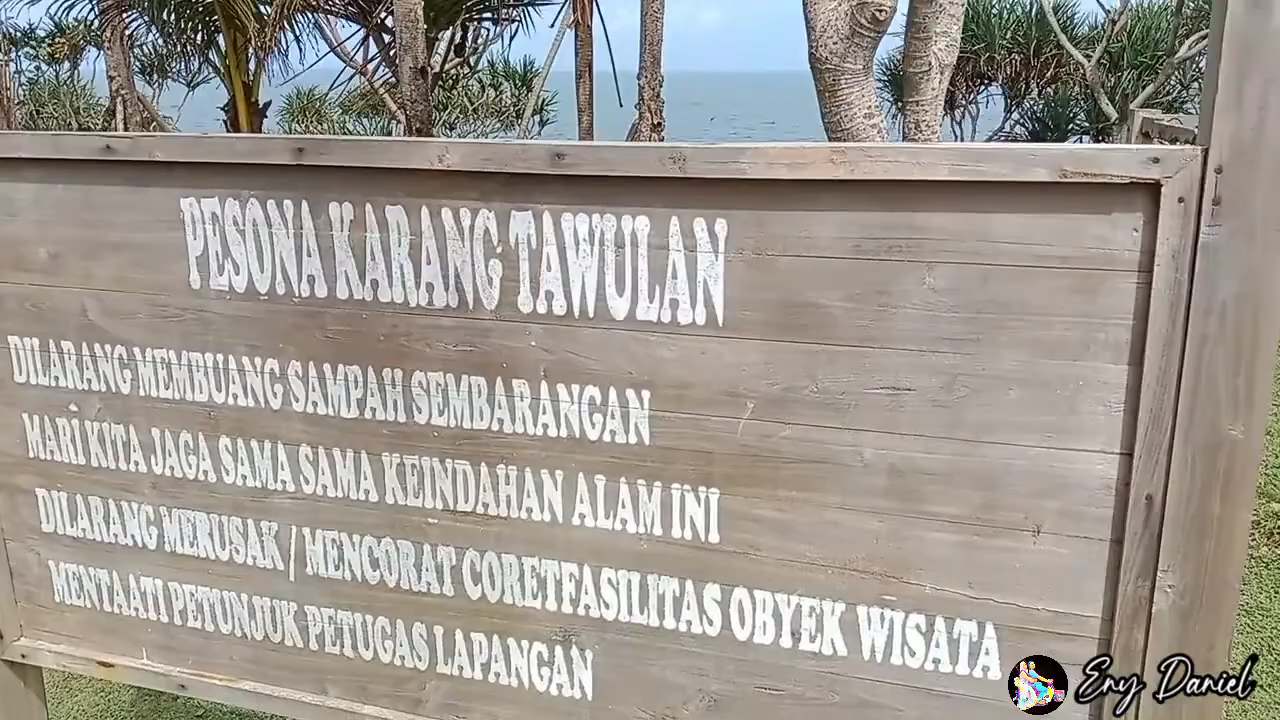 PESONA KARANG TAWULAN
DILARANG MEMBUANG SAMPAH SEMBARANGAN
MARI KITA JAGA SAMA SAMA KEINDAHAN ALAM INI
DILARANG MERUSAK / MENCORAT CORETFASILITAS OBYEK WISATA
MENTAATI PETUNJUK PETUGAS LAPANGAN
Eny Daniel